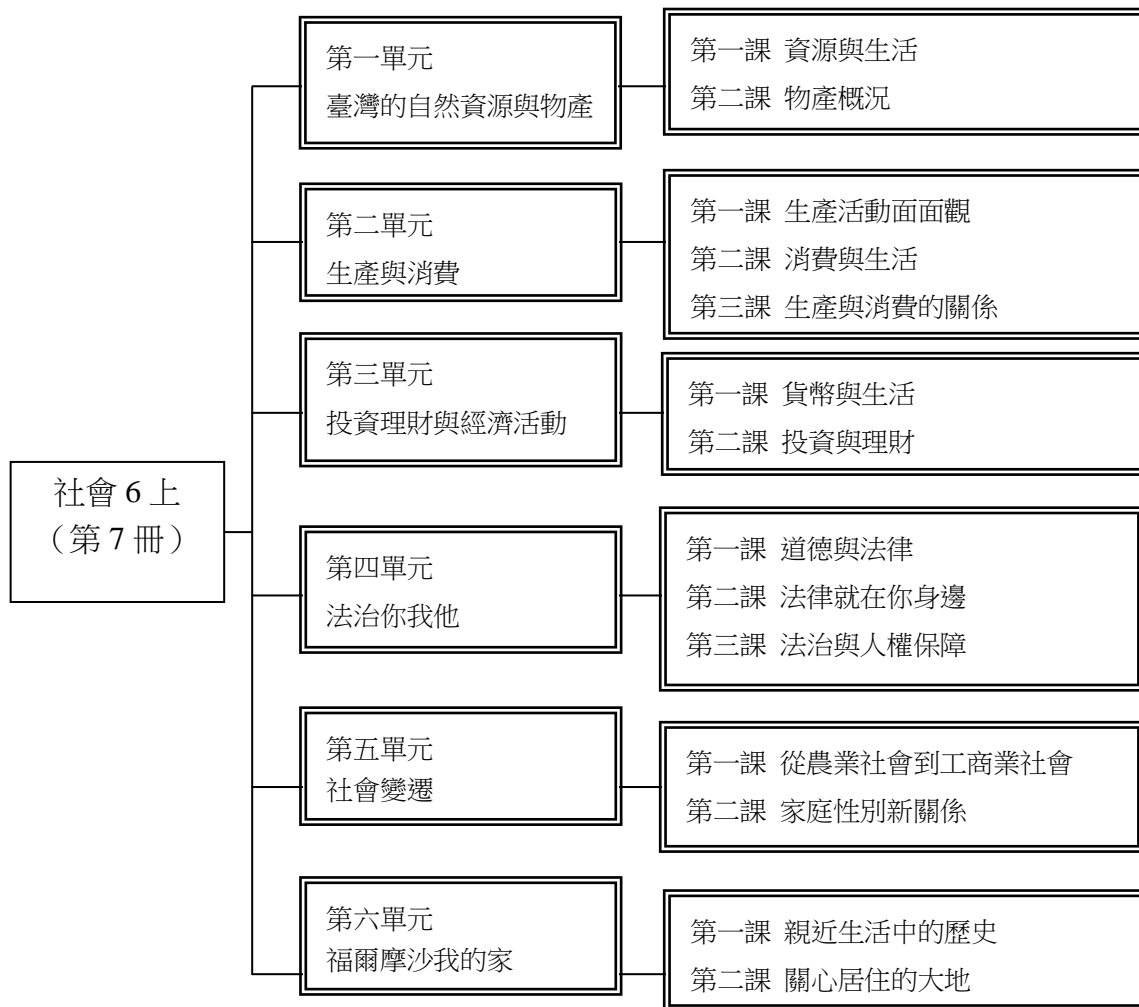 社會 6 上
（第 7 冊）
第一單元
臺灣的自然資源與物產
第一課 資源與生活
第二課 物產概況
第二單元
生產與消費
第一課 生產活動面面觀
第二課 消費與生活
第三課 生產與消費的關係
第三單元
投資理財與經濟活動
第一課 貨幣與生活
第二課 投資與理財
第四單元
法治你我他
第一課 道德與法律
第二課 法律就在你身邊
第三課 法治與人權保障
第五單元
社會變遷
第一課 從農業社會到工商業社會
第二課 家庭性別新關係
第六單元
福爾摩沙我的家
第一課 親近生活中的歷史
第二課 關心居住的大地